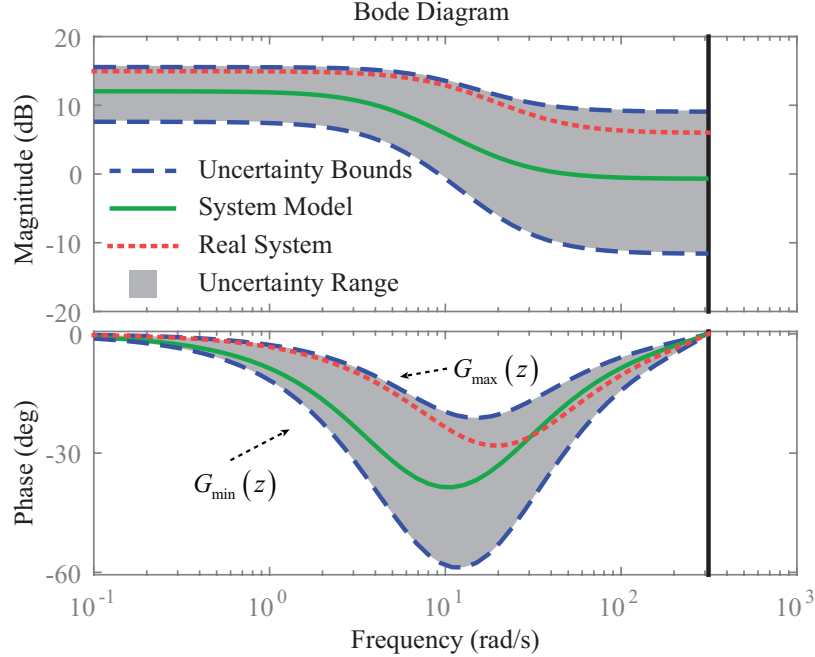 Bode Diagram
Magnitude (dB)
20
10
0
-10
-20
Uncertainty Bounds
System Model
Real System
Uncertainty Range
Phase (deg)
0
-30
-60
G_max (z)
G_min (z)
10^-1
10^0
10^1
10^2
10^3
Frequency (rad/s)